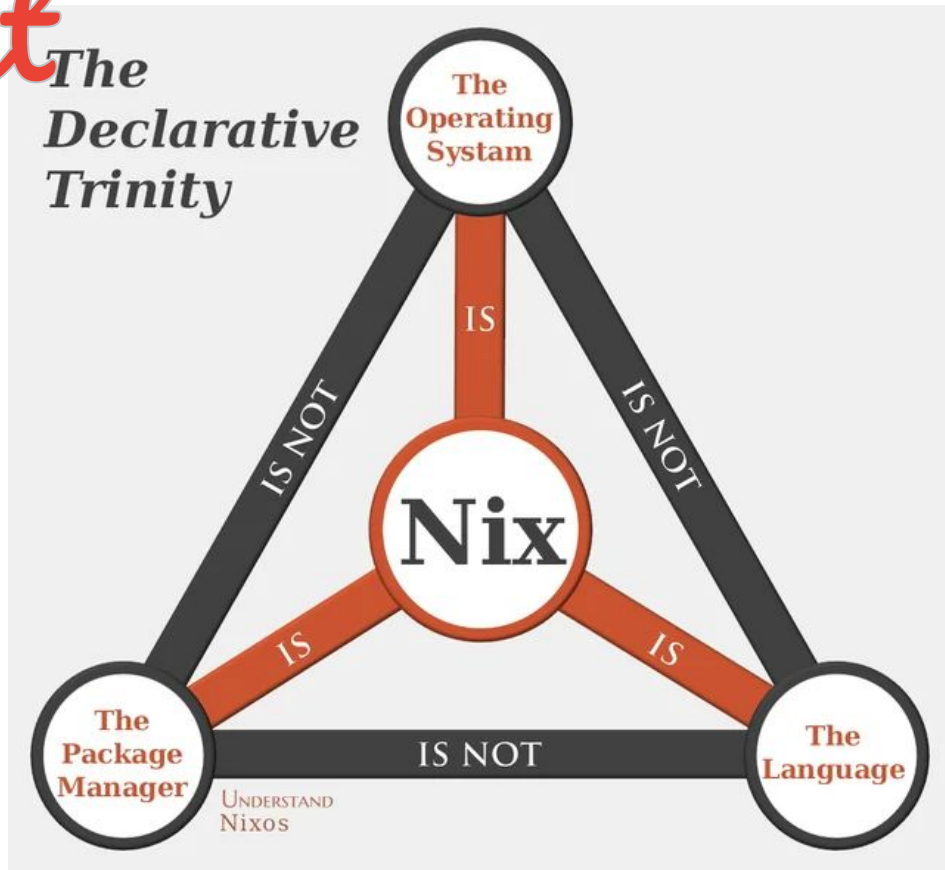 The
Declarative
Trinity
The
Operating
Systam
IS
IS NOT
IS NOT
Nix
IS
IS
The
Package
Manager
IS NOT
The
Language
UNDERSTAND
Nixos